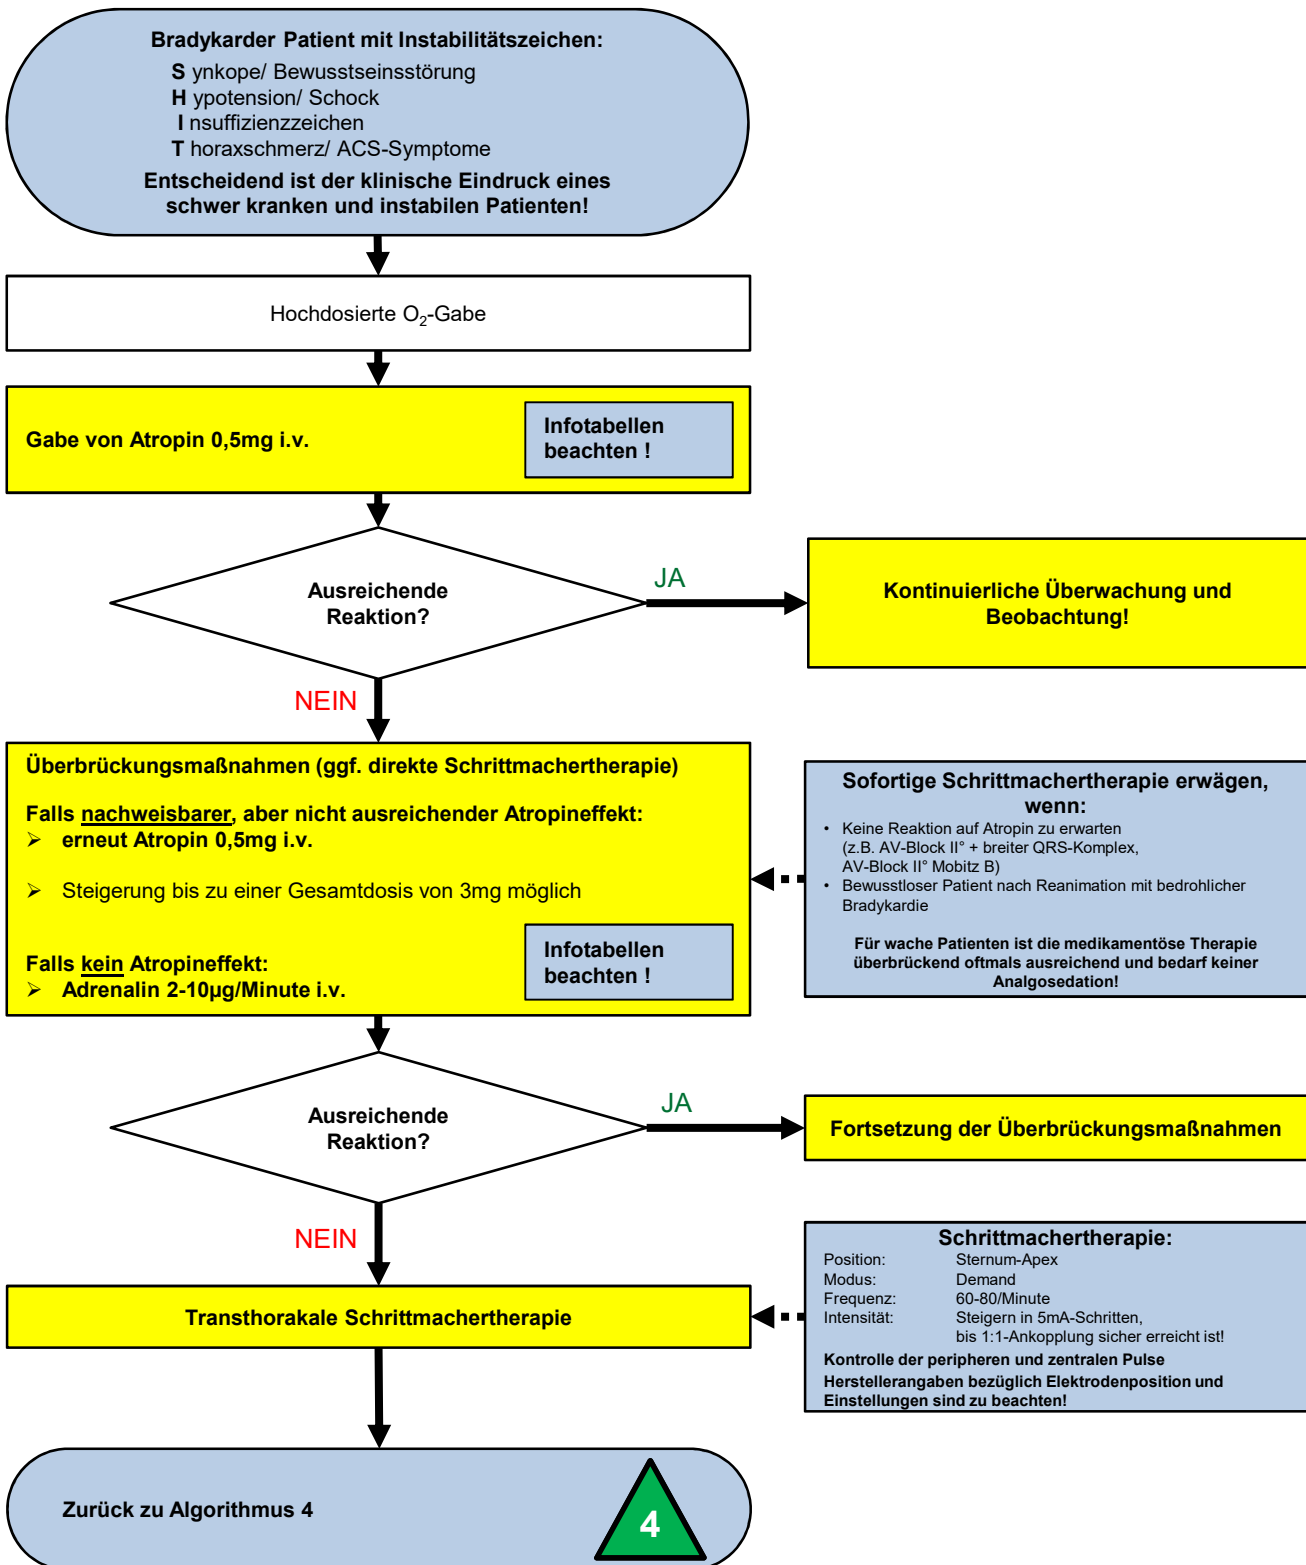 Bradykarder Patient mit Instabilitätszeichen:
S ynkope/ Bewusstseinsstörung
H ypotension/ Schock
I nsuffizienzzeichen
T horaxschmerz/ ACS-Symptome
Entscheidend ist der klinische Eindruck eines
schwer kranken und instabilen Patienten!
Hochdosierte O₂-Gabe
Gabe von Atropin 0,5mg i.v.
Infotabellen
beachten !
Ausreichende
Reaktion?
JA
Kontinuierliche Überwachung und
Beobachtung!
NEIN
Überbrückungsmaßnahmen (ggf. direkte Schrittmachertherapie)
Falls nachweisbarer, aber nicht ausreichender Atropineffekt:
➢ erneut Atropin 0,5mg i.v.
➢ Steigerung bis zu einer Gesamtdosis von 3mg möglich
Falls kein Atropineffekt:
➢ Adrenalin 2-10µg/Minute i.v.
Infotabellen
beachten !
Sofortige Schrittmachertherapie erwägen,
wenn:
• Keine Reaktion auf Atropin zu erwarten
(z.B. AV-Block II° + breiter QRS-Komplex,
AV-Block II° Mobitz B)
• Bewusstloser Patient nach Reanimation mit bedrohlicher
Bradykardie
Für wache Patienten ist die medikamentöse Therapie
überbrückend oftmals ausreichend und bedarf keiner
Analgosedation!
Ausreichende
Reaktion?
JA
Fortsetzung der Überbrückungsmaßnahmen
NEIN
Transthorakale Schrittmachertherapie
Schrittmachertherapie:
Position: Sternum-Apex
Modus: Demand
Frequenz: 60-80/Minute
Intensität: Steigern in 5mA-Schritten,
bis 1:1-Ankopplung sicher erreicht ist!
Kontrolle der peripheren und zentralen Pulse
Herstellerangaben bezüglich Elektrodenposition und
Einstellungen sind zu beachten!
Zurück zu Algorithmus 4
4